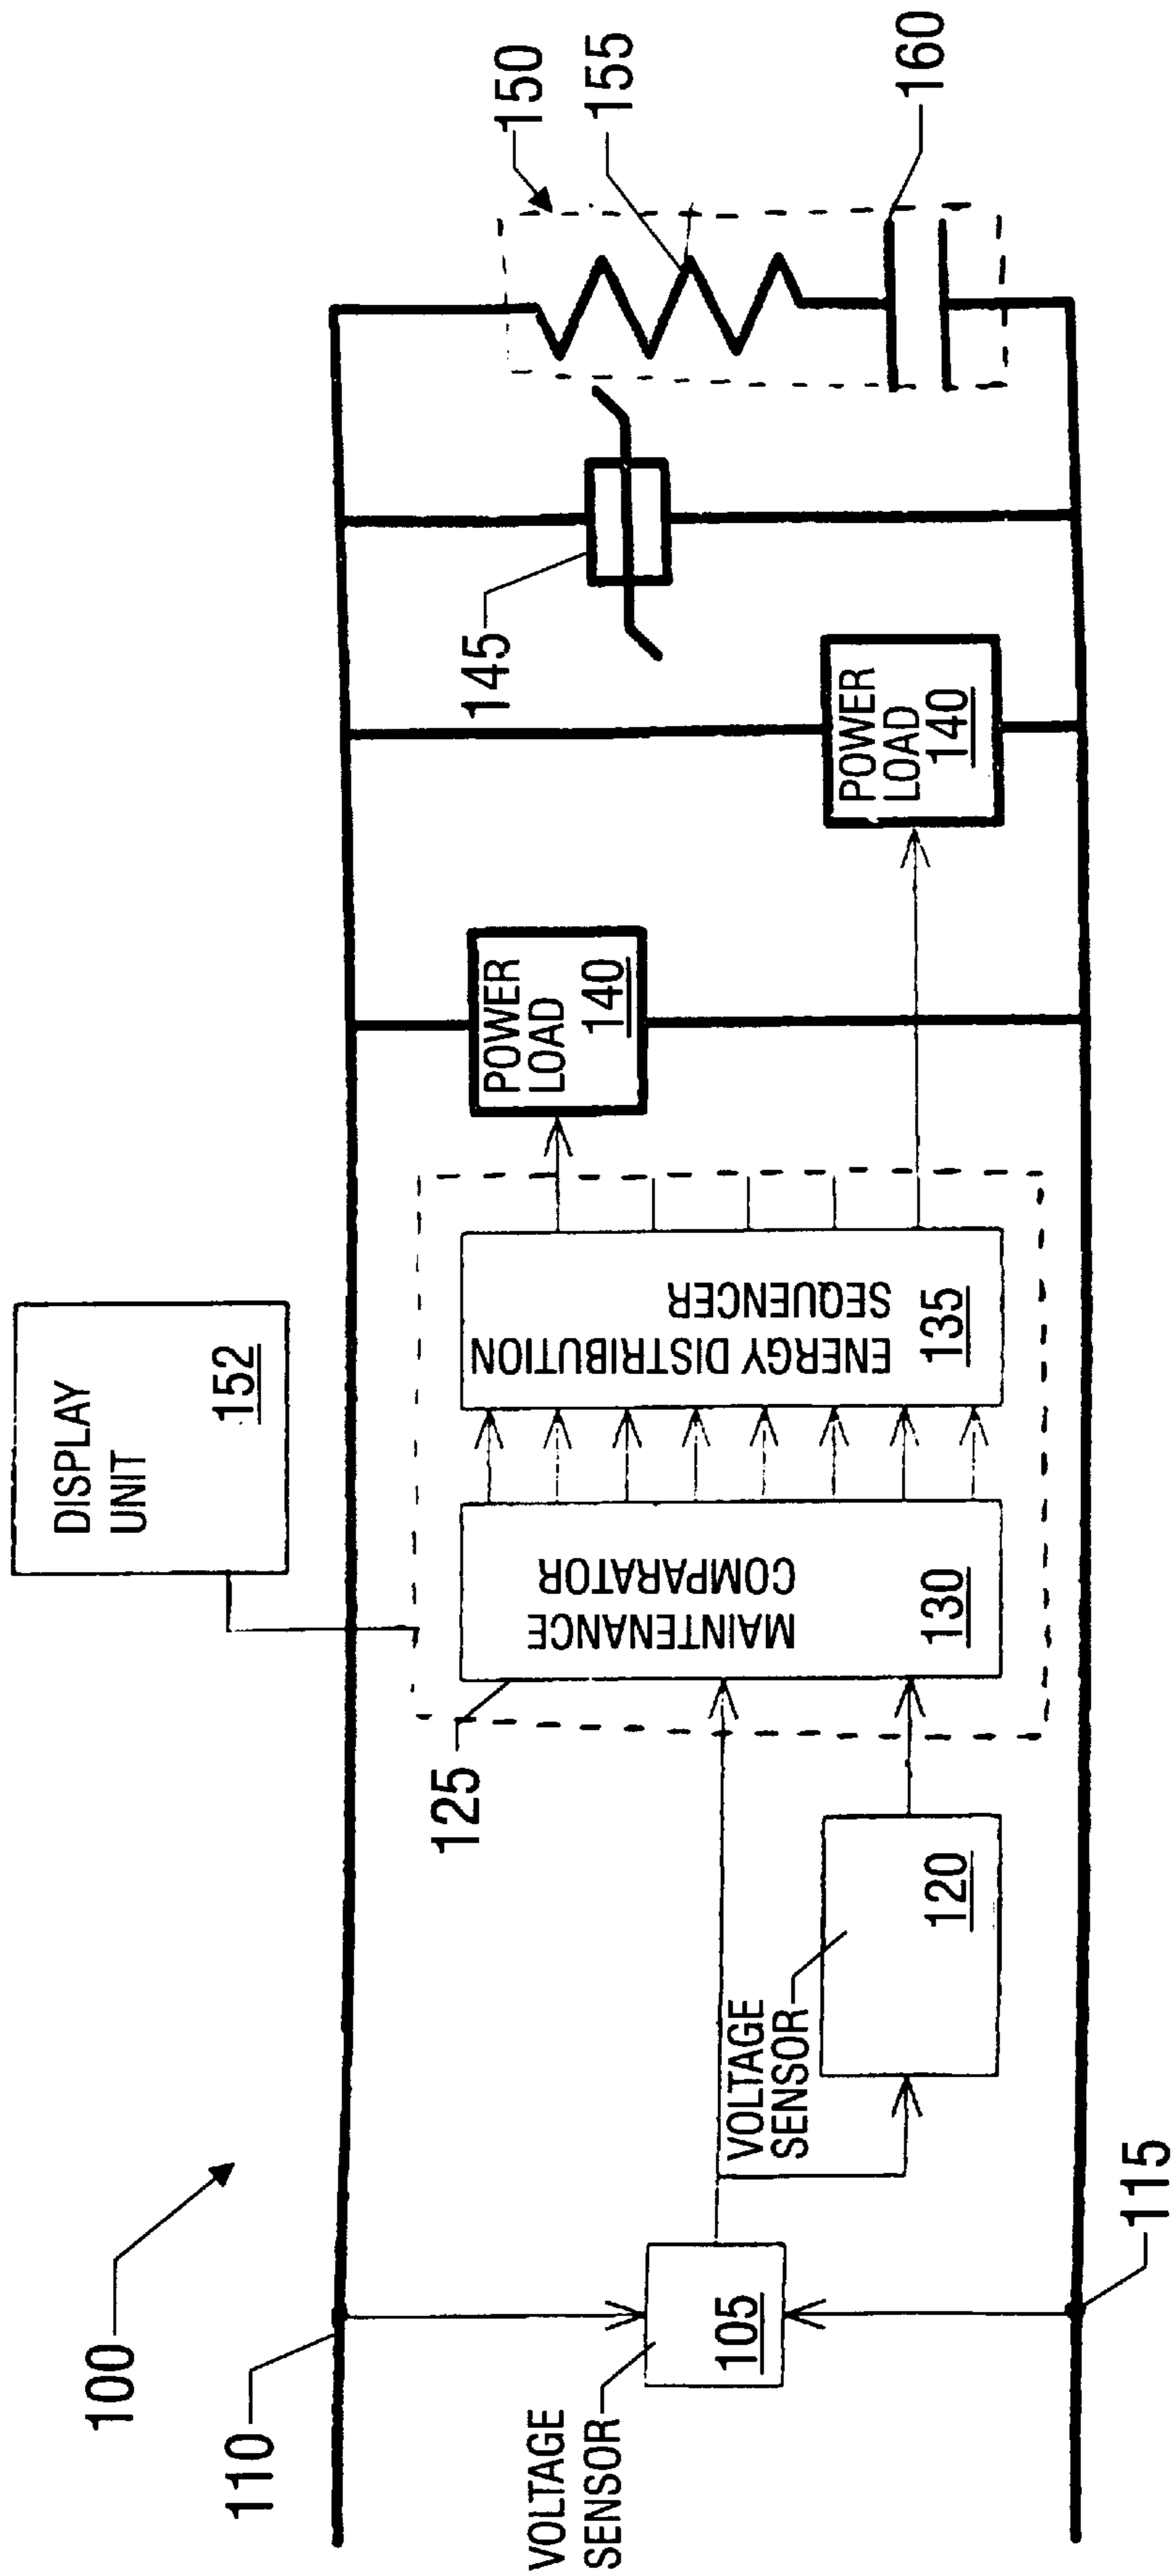 100
110
VOLTAGE
SENSOR
105
115
VOLTAGE
SENSOR
120
125
MAINTENANCE
COMPARATOR
130
DISPLAY
UNIT
152
ENERGY DISTRIBUTION
SEQUENCER
135
POWER
LOAD
140
POWER
LOAD
140
145
150
155
160